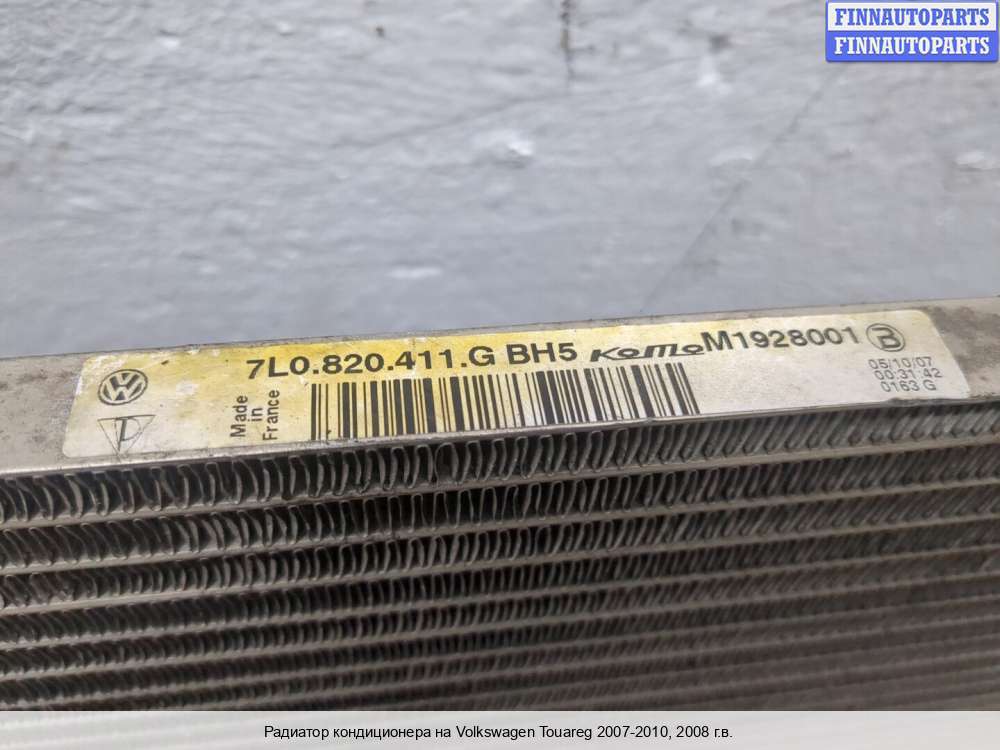 FINNAUTOPARTS
FINNAUTOPARTS
7L0.820.411.G BH5 KOMO M1928001 B
05/10/07
00:31:42
0163 G
Made
in
France
Радиатор кондиционера на Volkswagen Touareg 2007-2010, 2008 г.в.